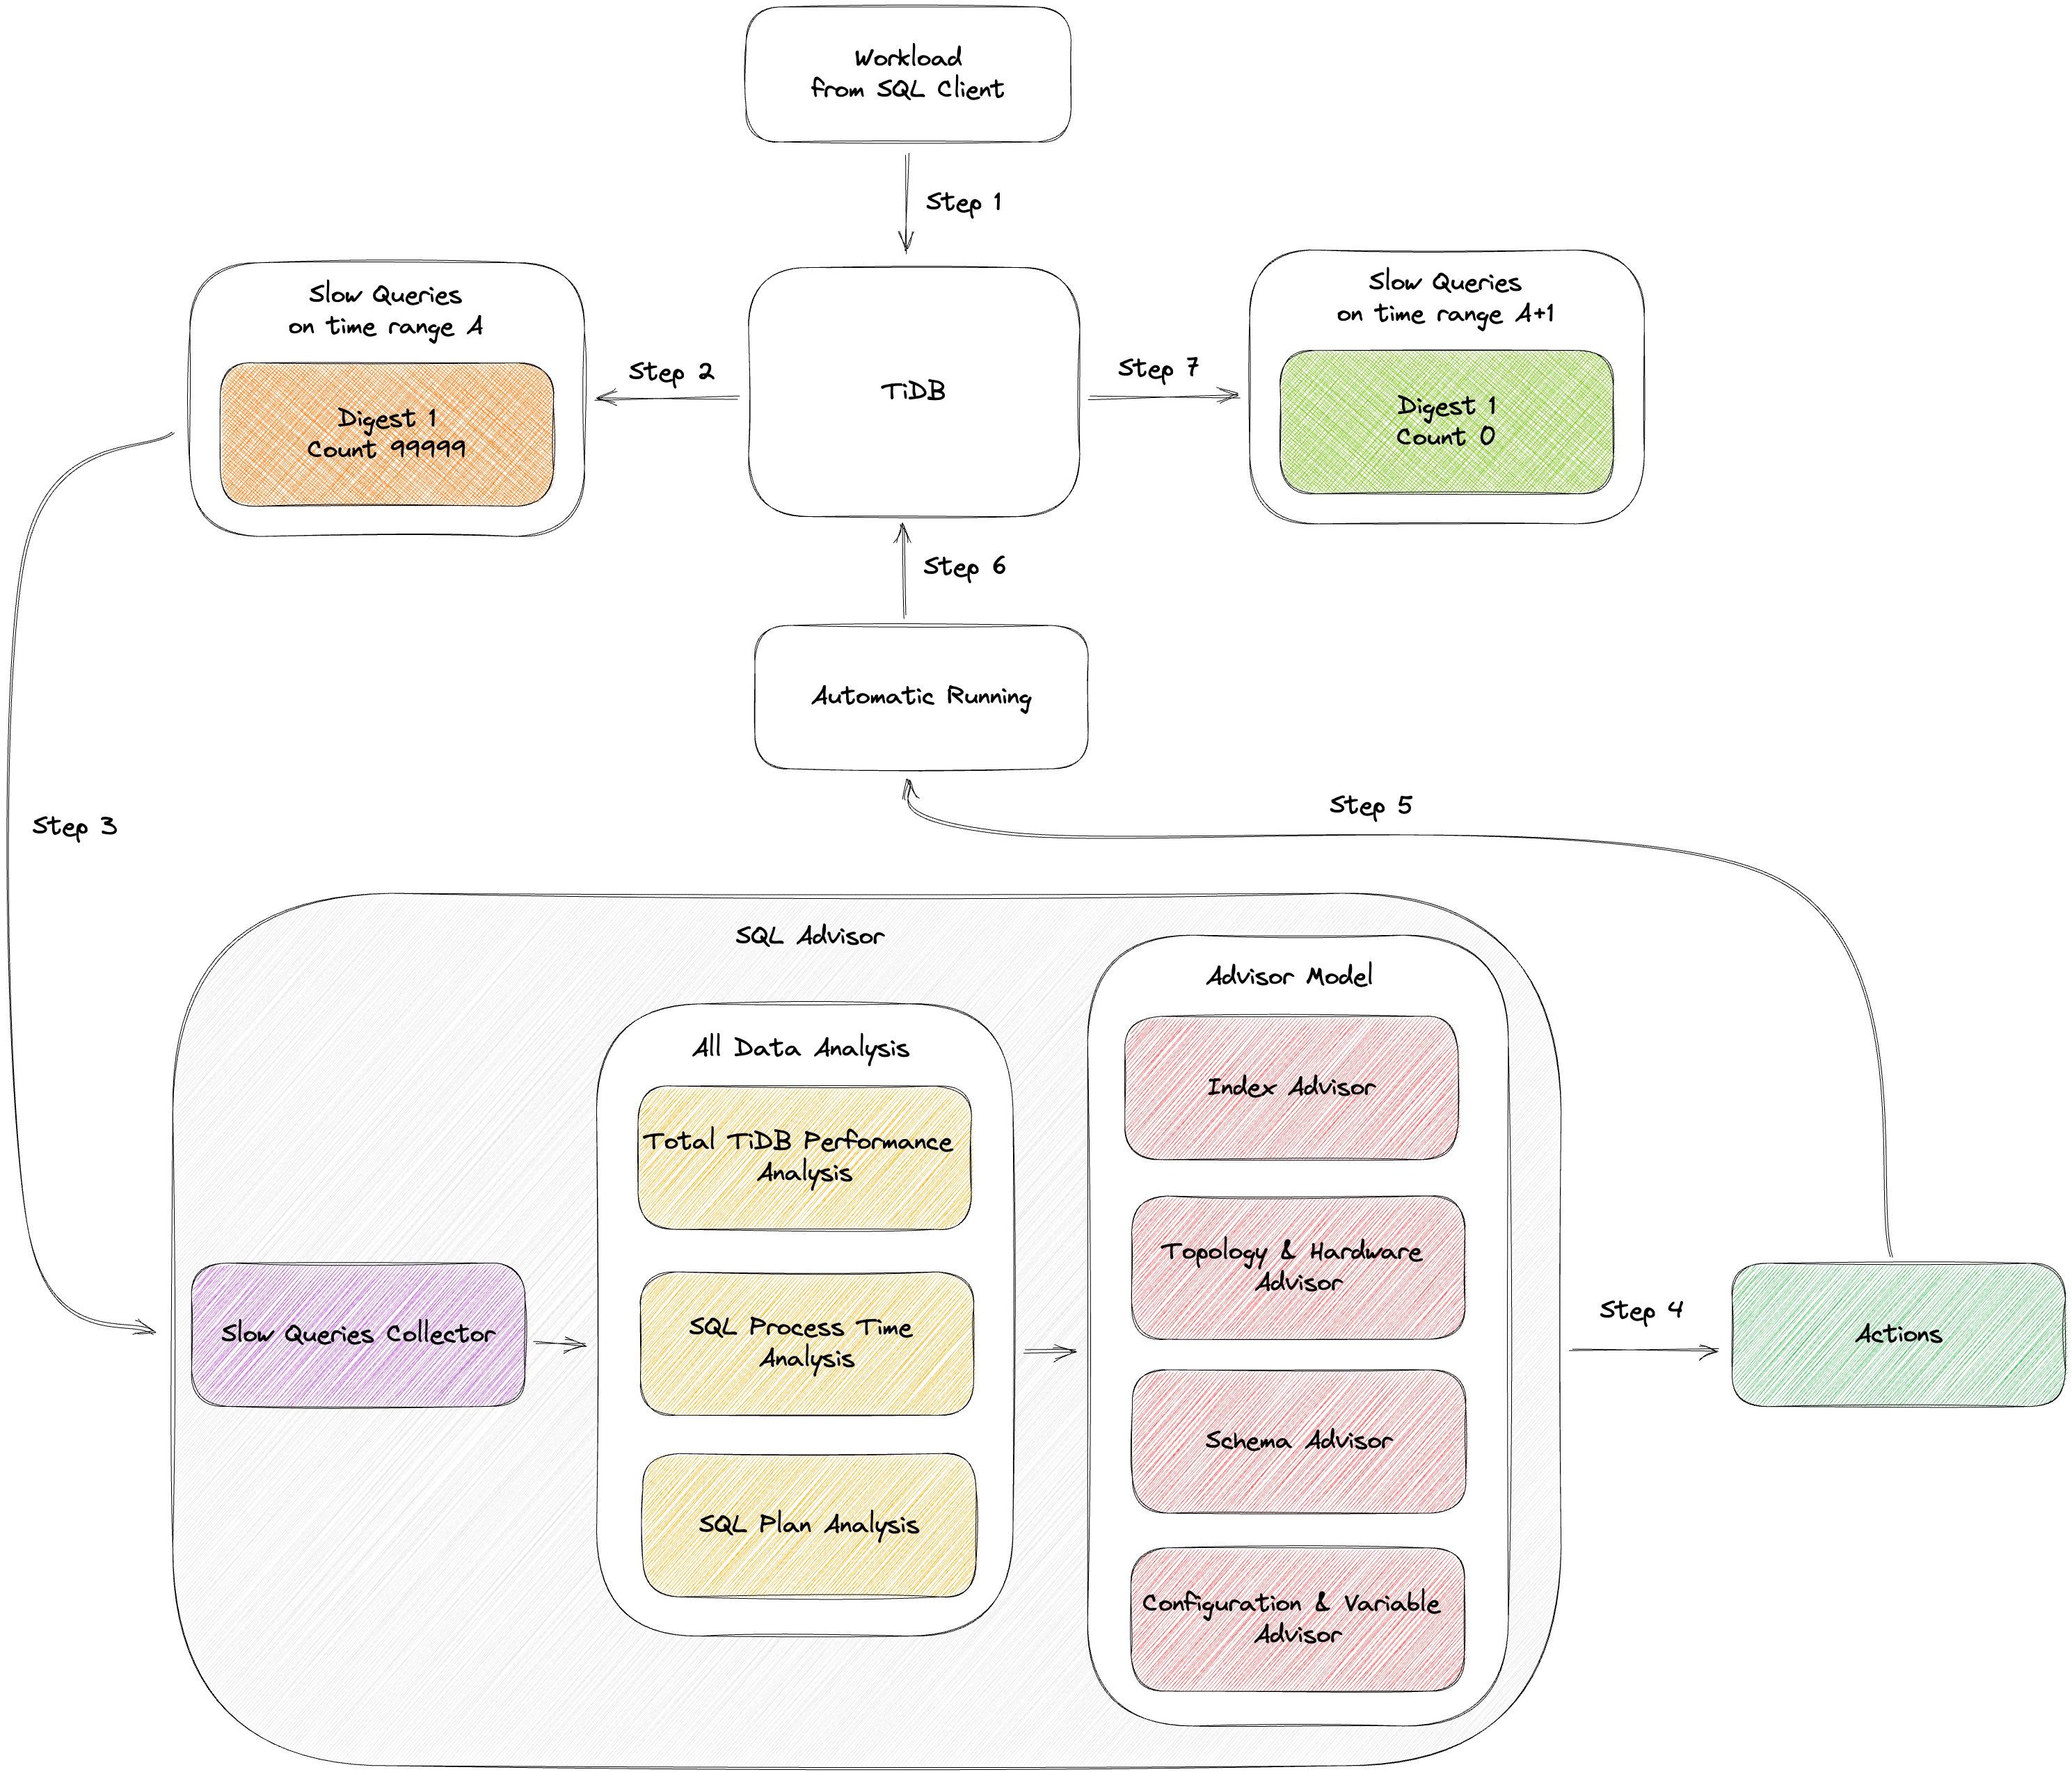 Workload
from SQL Client
Step 1
Slow Queries
on time range A
Digest 1
Count 99999
Step 2
TiDB
Step 7
Slow Queries
on time range A+1
Digest 1
Count 0
Step 6
Automatic Running
Step 3
Step 5
SQL Advisor
Slow Queries Collector
All Data Analysis
Total TiDB Performance
Analysis
SQL Process Time
Analysis
SQL Plan Analysis
Advisor Model
Index Advisor
Topology & Hardware
Advisor
Schema Advisor
Configuration & Variable
Advisor
Step 4
Actions